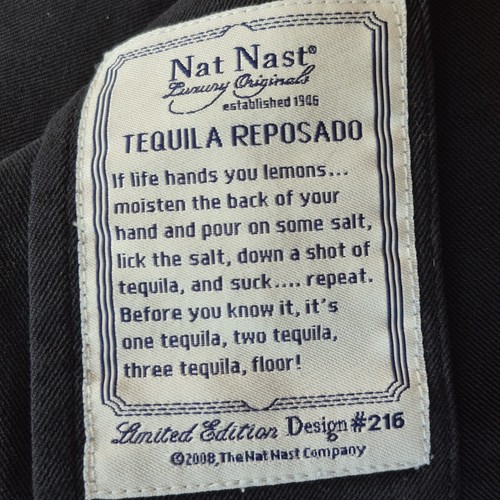 Nat Nast®
Luxury Originals
established 1946
TEQUILA REPOSADO
If life hands you lemons...
moisten the back of your
hand and pour on some salt,
lick the salt, down a shot of
tequila, and suck.... repeat.
Before you know it, it's
one tequila, two tequila,
three tequila, floor!
Limited Edition Design #216
©2008, The Nat Nast Company